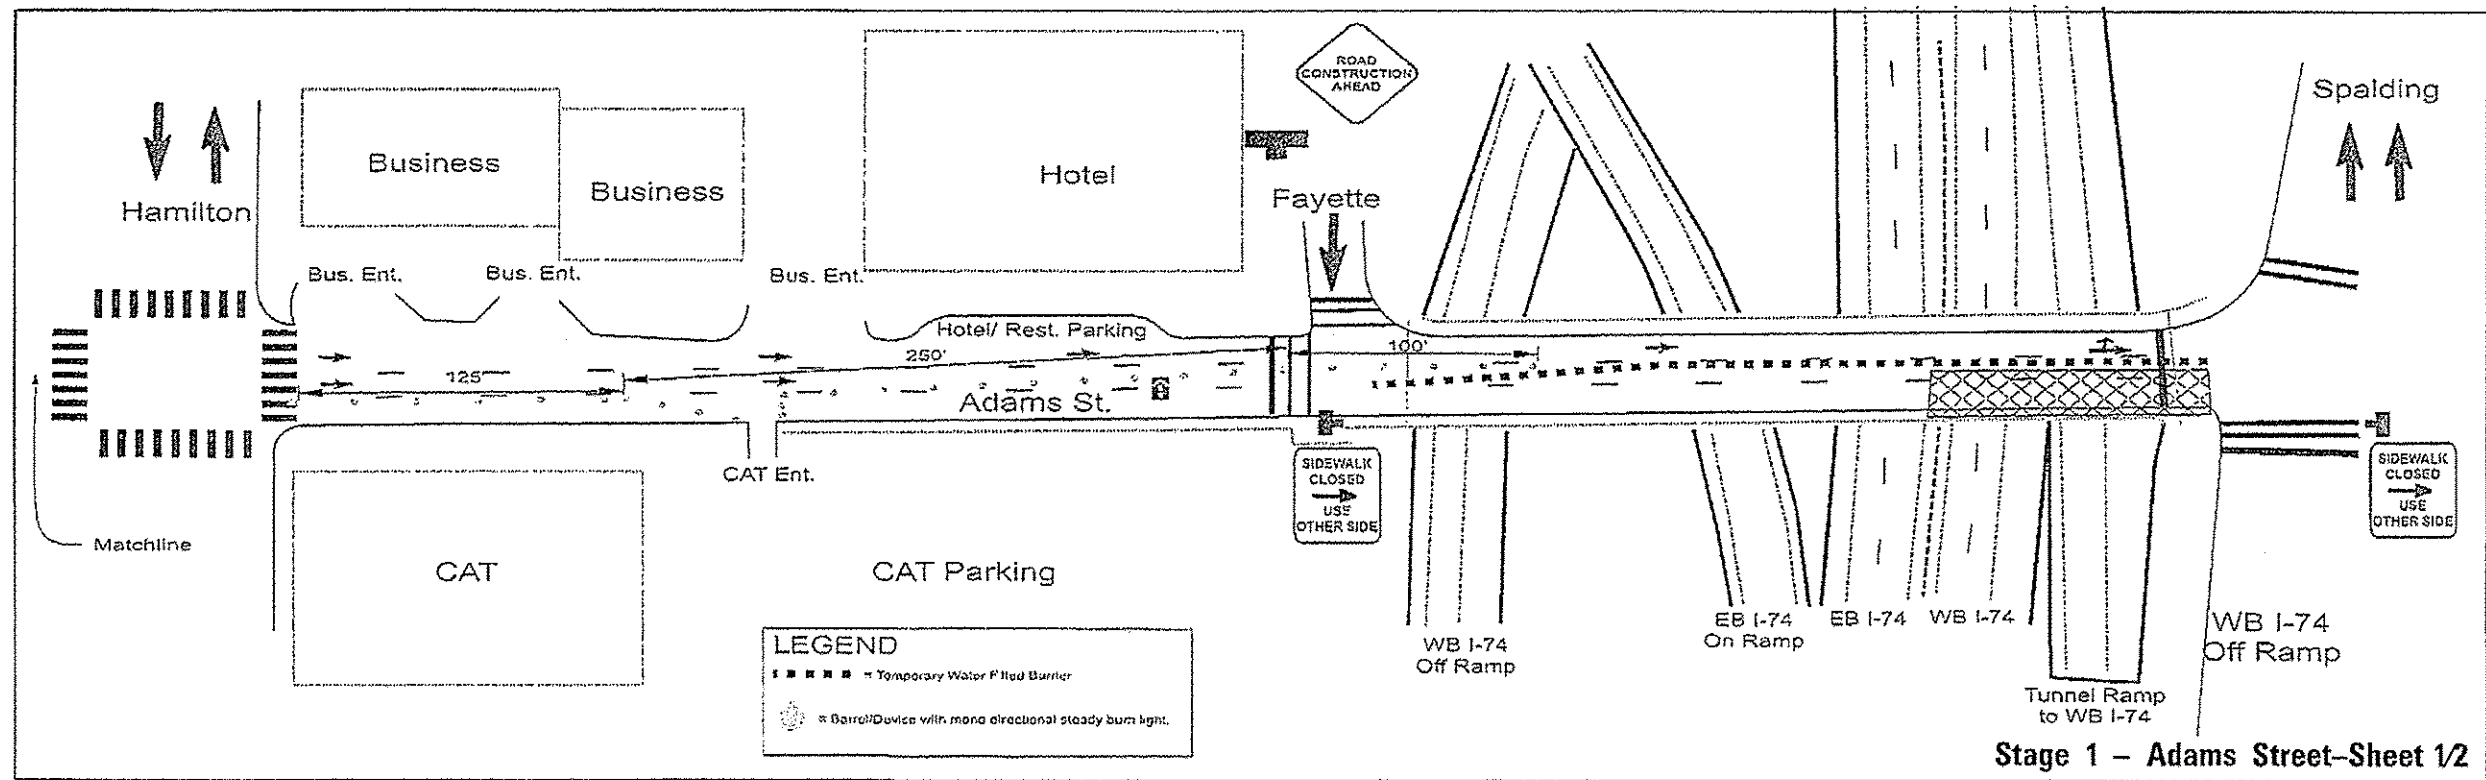 ROAD
CONSTRUCTION
AHEAD
Spalding
Business
Business
Hotel
Hamilton
Fayette
Bus. Ent.
Bus. Ent.
Bus. Ent.
Hotel/ Rest. Parking
125'
250'
100'
Adams St.
CAT Ent.
Matchline
CAT
CAT Parking
SIDEWALK
CLOSED
USE
OTHER SIDE
SIDEWALK
CLOSED
USE
OTHER SIDE
WB I-74
Off Ramp
EB I-74
On Ramp
EB I-74
WB I-74
Tunnel Ramp
to WB I-74
WB I-74
Off Ramp
LEGEND
= Temporary Water Filled Barrier
= Barrel/Device with mono directional steady burn light.
Stage 1 – Adams Street–Sheet 1/2